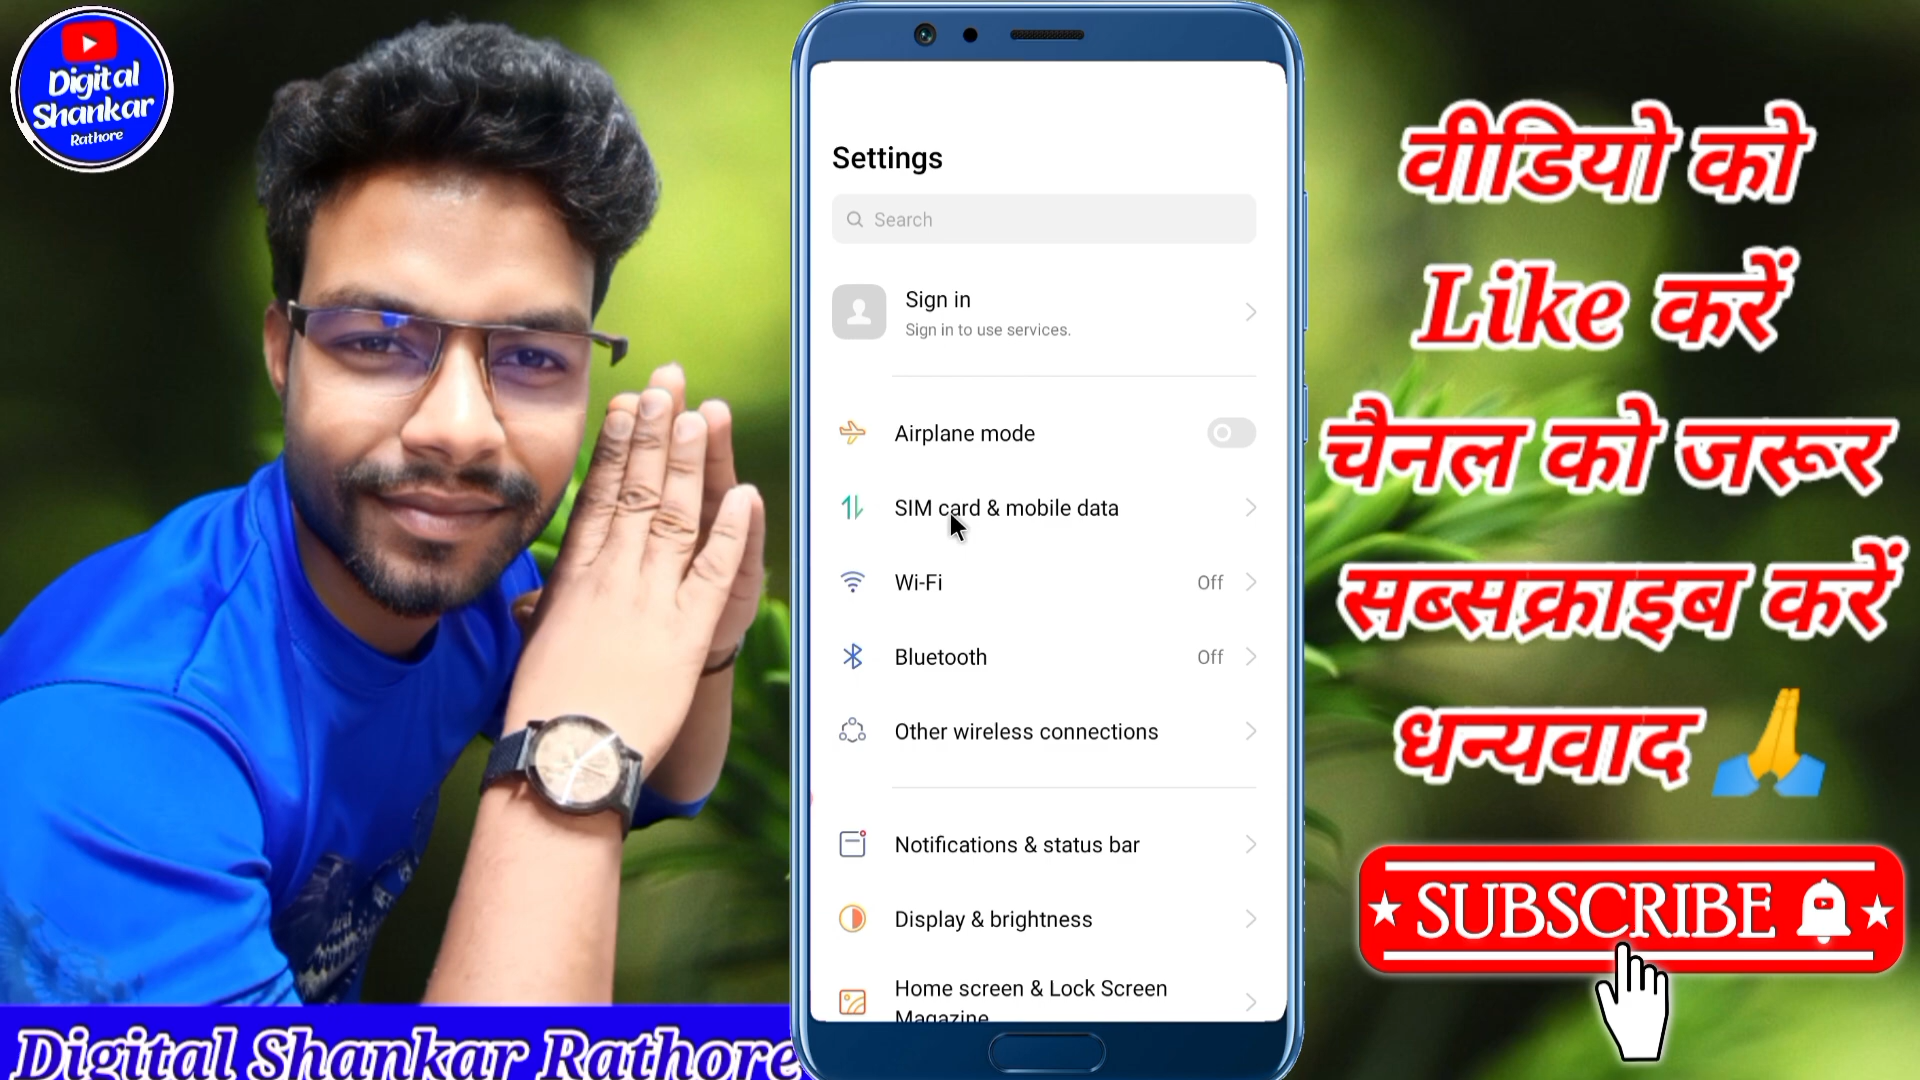 Digital
Shankar
Rathore
Settings
Search
Sign in
Sign in to use services.
Airplane mode
SIM card & mobile data
Wi-Fi Off
Bluetooth Off
Other wireless connections
Notifications & status bar
Display & brightness
Home screen & Lock Screen
Magazine
वीडियो को
Like करें
चैनल को जरूर
सब्सक्राइब करें
धन्यवाद 🙏
SUBSCRIBE
Digital Shankar Rathore